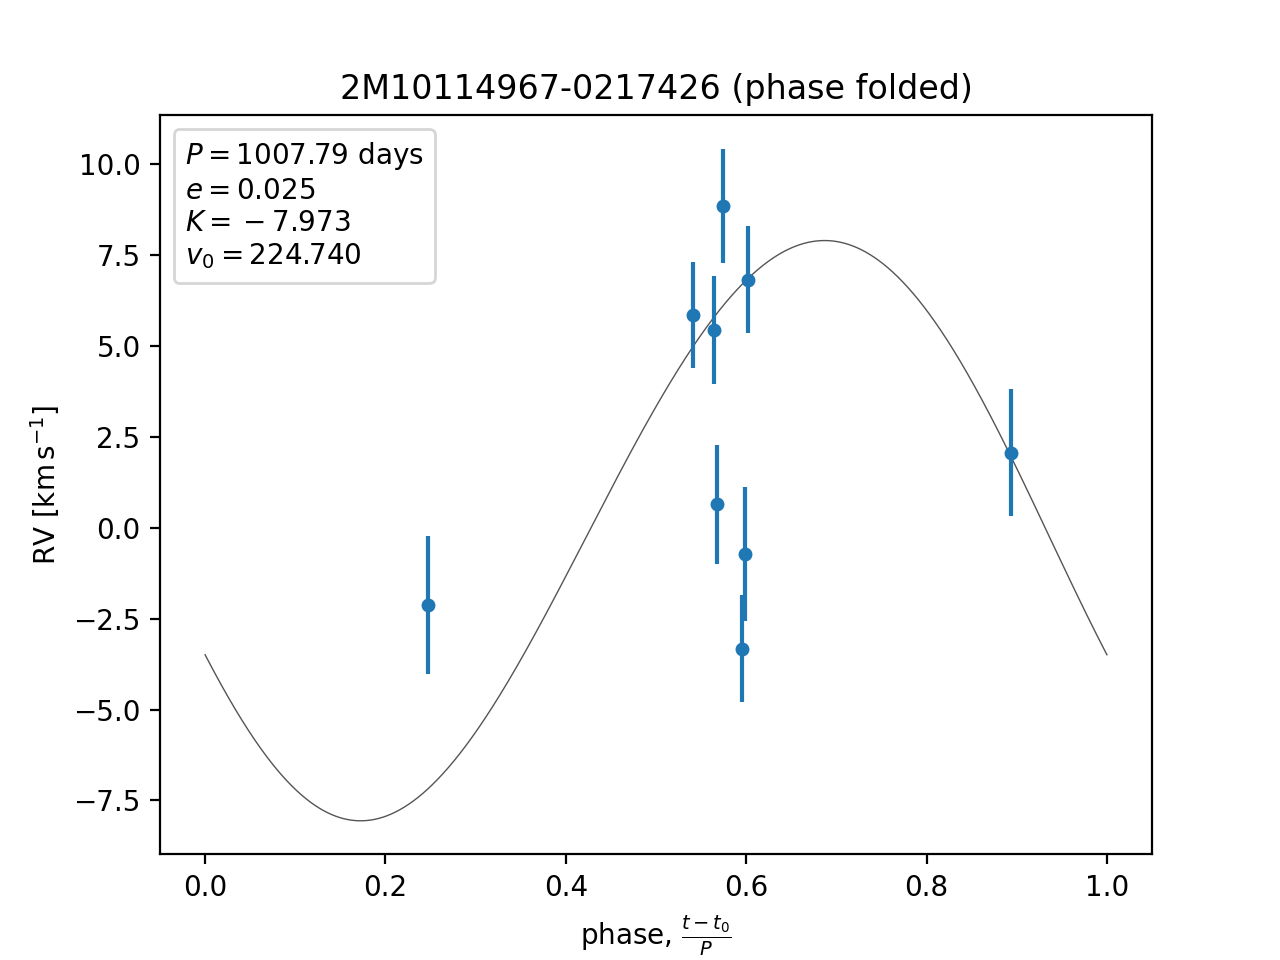 2M10114967-0217426 (phase folded)
P = 1007.79 days
e = 0.025
K = − 7.973
v₀ = 224.740
10.0
7.5
5.0
2.5
0.0
−2.5
−5.0
−7.5
RV [km s⁻¹]
0.0 0.2 0.4 0.6 0.8 1.0
phase, (t − t₀)/P